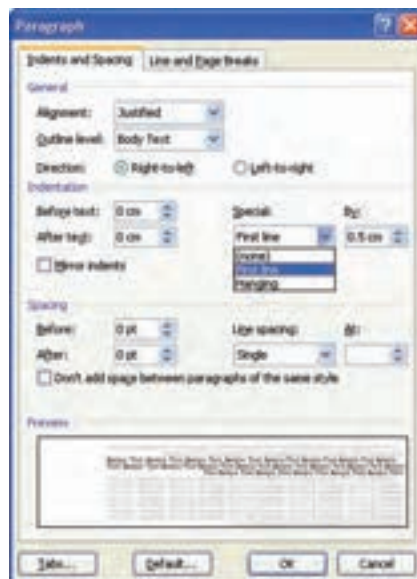 Paragraph
Indents and Spacing Line and Page Breaks
General
Alignment: Justified
Outline level: Body Text
Direction: Right-to-left Left-to-right
Indentation
Before text: 0 cm Special: By:
After text: 0 cm First line 0.5 cm
Mirror indents (none)
First line
Hanging
Spacing
Before: 0 pt Line spacing: At:
After: 0 pt Single
Don't add space between paragraphs of the same style
Preview
Tabs... Default... OK Cancel